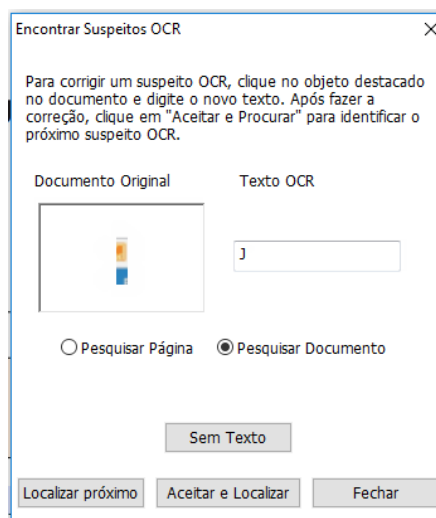 Encontrar Suspeitos OCR
Para corrigir um suspeito OCR, clique no objeto destacado
no documento e digite o novo texto. Após fazer a
correção, clique em "Aceitar e Procurar" para identificar o
próximo suspeito OCR.
Documento Original Texto OCR
J
Pesquisar Página Pesquisar Documento
Sem Texto
Localizar próximo Aceitar e Localizar Fechar